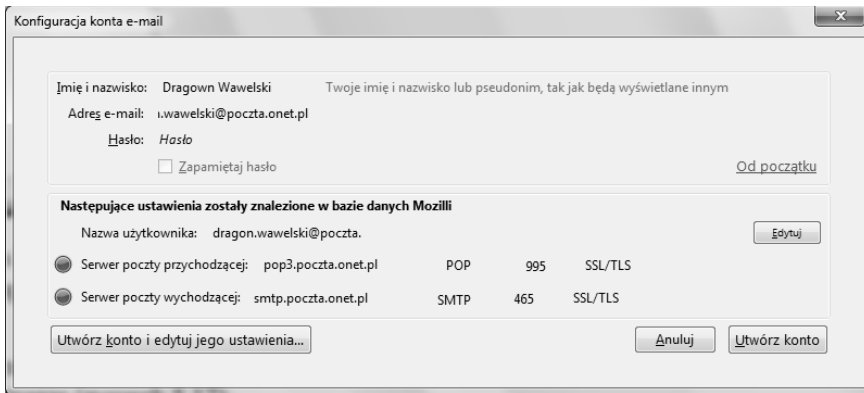 Konfiguracja konta e-mail
Imię i nazwisko: Dragown Wawelski Twoje imię i nazwisko lub pseudonim, tak jak będą wyświetlane innym
Adres e-mail: ı.wawelski@poczta.onet.pl
Hasło: Hasło
Zapamiętaj hasło Od początku
Następujące ustawienia zostały znalezione w bazie danych Mozilli
Nazwa użytkownika: dragon.wawelski@poczta. Edytuj
Serwer poczty przychodzącej: pop3.poczta.onet.pl POP 995 SSL/TLS
Serwer poczty wychodzącej: smtp.poczta.onet.pl SMTP 465 SSL/TLS
Utwórz konto i edytuj jego ustawienia... Anuluj Utwórz konto